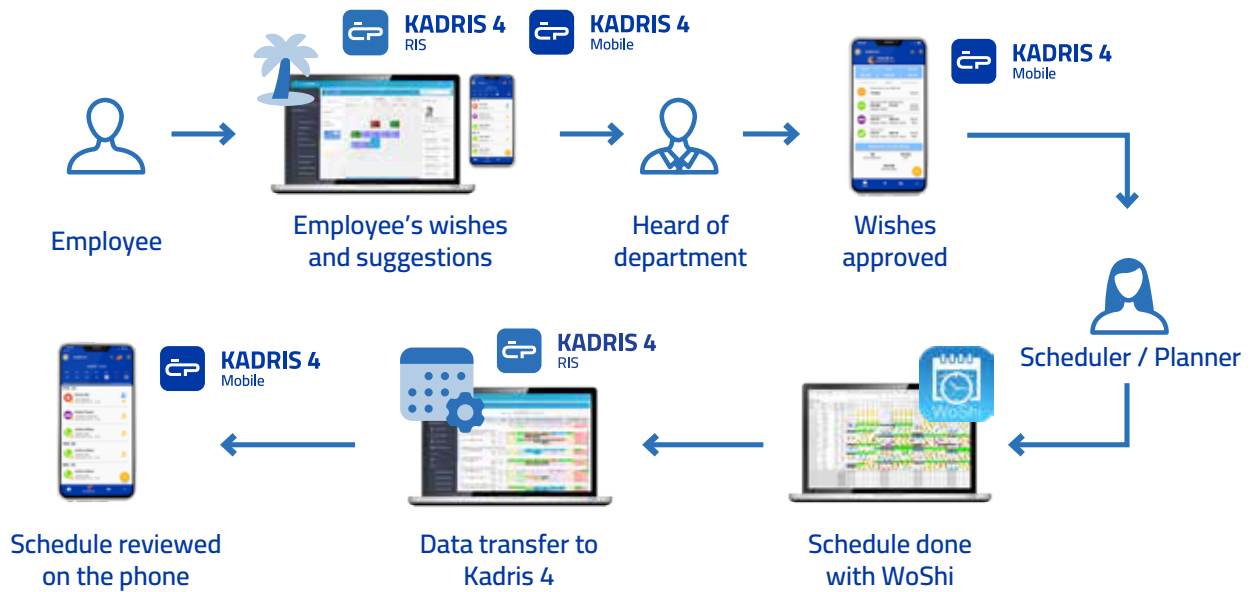 KADRIS 4
RIS
KADRIS 4
Mobile
KADRIS 4
Mobile
Employee
Employee's wishes
and suggestions
Heard of
department
Wishes
approved
Scheduler / Planner
KADRIS 4
Mobile
KADRIS 4
RIS
WoShi
Schedule reviewed
on the phone
Data transfer to
Kadris 4
Schedule done
with WoShi